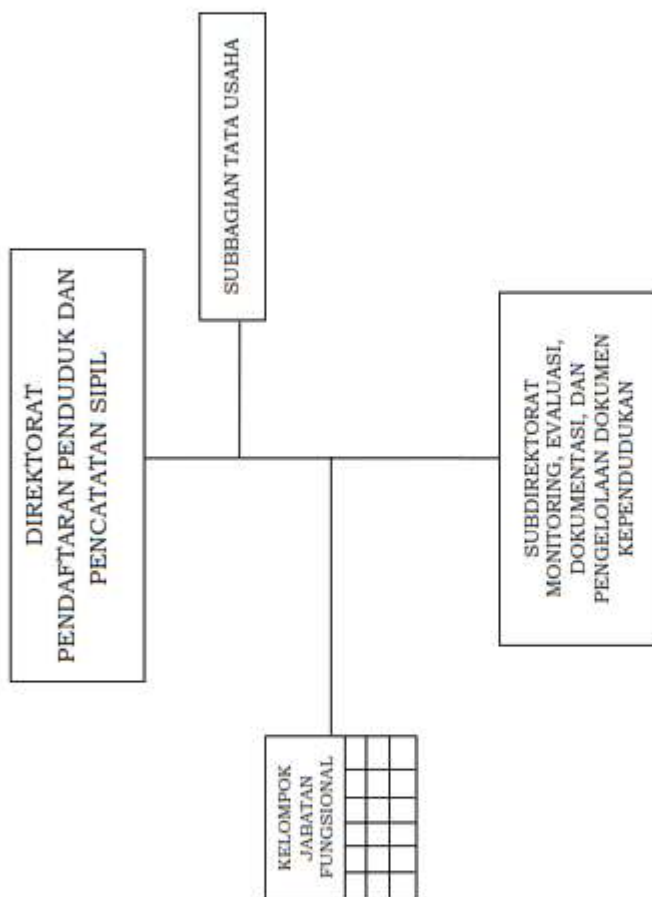 DIREKTORAT
PENDAFTARAN PENDUDUK DAN
PENCATATAN SIPIL
SUBBAGIAN TATA USAHA
KELOMPOK
JABATAN
FUNGSIONAL
SUBDIREKTORAT
MONITORING, EVALUASI,
DOKUMENTASI, DAN
PENGELOLAAN DOKUMEN
KEPENDUDUKAN